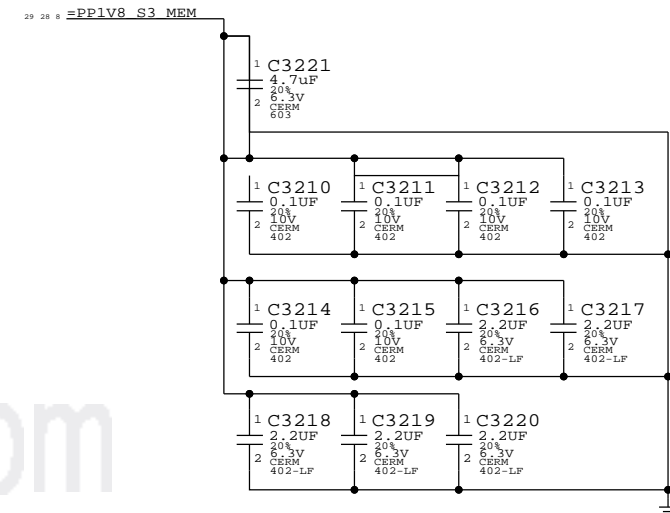 29 28 8 =PP1V8_S3_MEM
1 C3221
4.7uF
20%
6.3V
2 CERM
603
1 C3210 1 C3211 1 C3212 1 C3213
0.1UF 0.1UF 0.1UF 0.1UF
20% 20% 20% 20%
10V 10V 10V 10V
2 CERM 2 CERM 2 CERM 2 CERM
402 402 402 402
1 C3214 1 C3215 1 C3216 1 C3217
0.1UF 0.1UF 2.2UF 2.2UF
20% 20% 20% 20%
10V 10V 6.3V 6.3V
2 CERM 2 CERM 2 CERM 2 CERM
402 402 402-LF 402-LF
1 C3218 1 C3219 1 C3220
2.2UF 2.2UF 2.2UF
20% 20% 20%
6.3V 6.3V 6.3V
2 CERM 2 CERM 2 CERM
402-LF 402-LF 402-LF
om